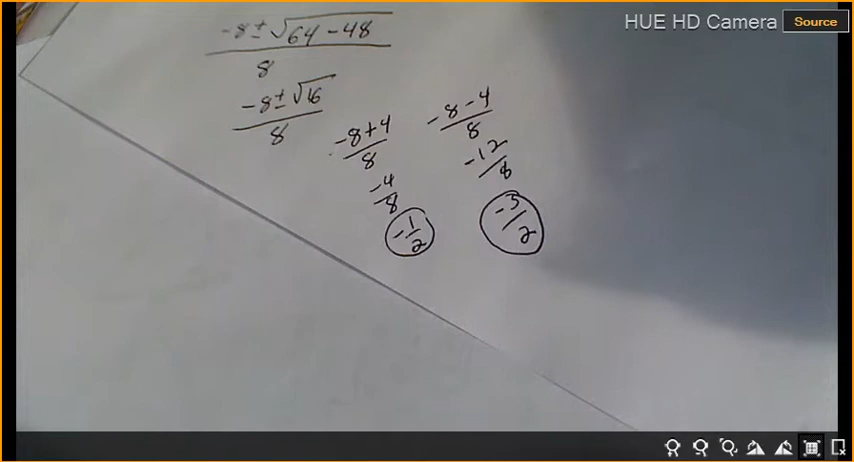 HUE HD Camera
Source
-8 ± √64 - 48
8
-8 ± √16
8
-8 + 4
8
-4/8
-1/2
-8 - 4
8
-12/8
-3/2